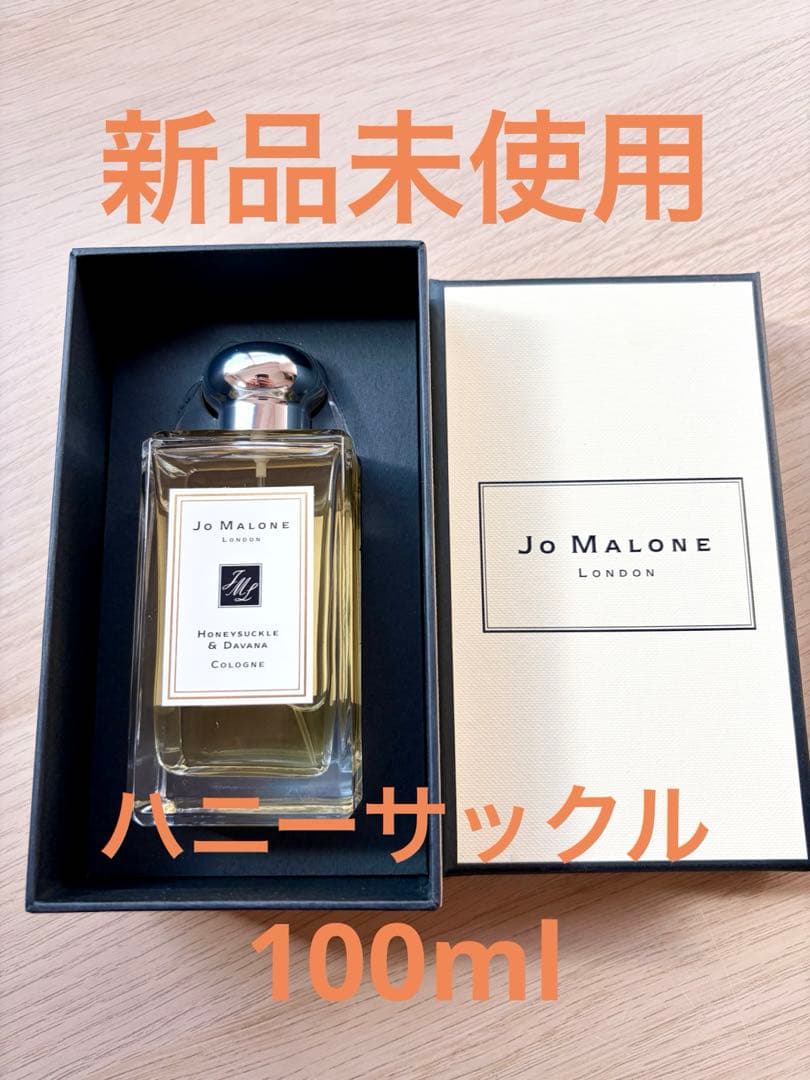 新品未使用
JO MALONE
LONDON
JML
HONEYSUCKLE
& DAVANA
COLOGNE
JO MALONE
LONDON
ハニーサックル
100ml